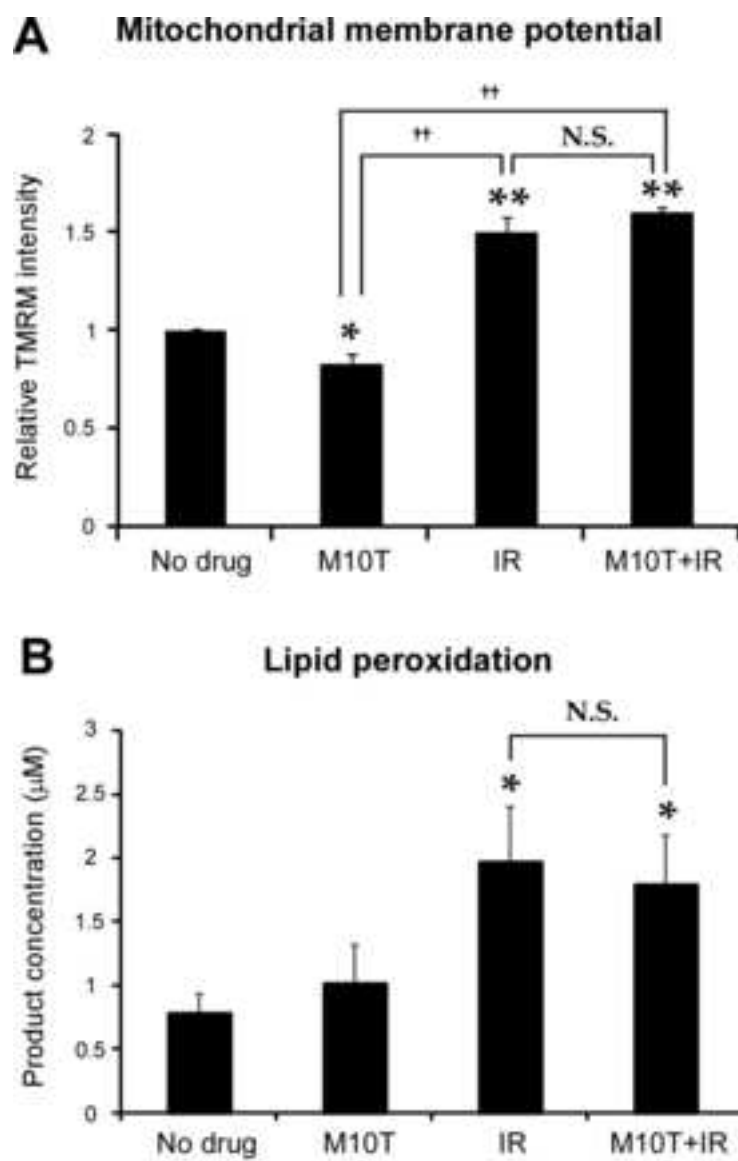 A Mitochondrial membrane potential
††
††
N.S.
**
**
*
2
1.5
1
0.5
0
Relative TMRM intensity
No drug M10T IR M10T+IR
B Lipid peroxidation
N.S.
*
*
3
2.5
2
1.5
1
0.5
0
Product concentration (μM)
No drug M10T IR M10T+IR